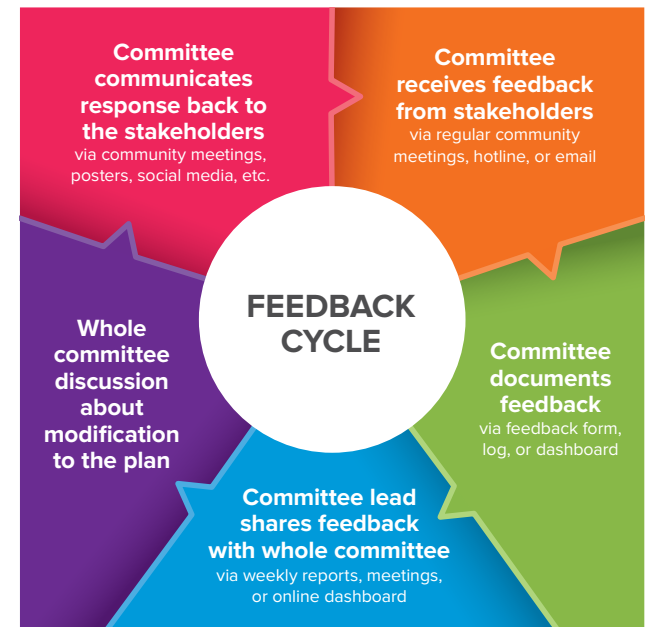 Committee
communicates
response back to
the stakeholders
via community meetings,
posters, social media, etc.
Committee
receives feedback
from stakeholders
via regular community
meetings, hotline, or email
FEEDBACK
CYCLE
Whole
committee
discussion
about
modification
to the plan
Committee
documents
feedback
via feedback form,
log, or dashboard
Committee lead
shares feedback
with whole committee
via weekly reports, meetings,
or online dashboard